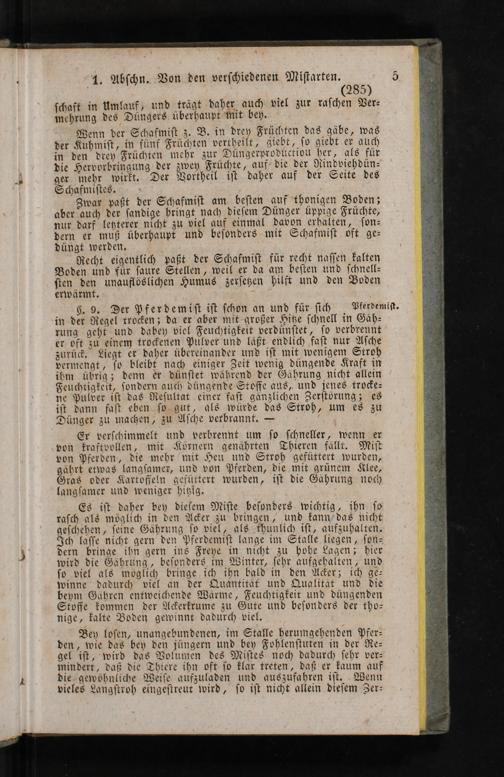 1. Abschn. Von den verschiedenen Mistarten. 5
(285)
schaft in Umlauf, und trägt daher auch viel zur raschen Ver-
mehrung des Düngers überhaupt mit bey.
Wenn der Schafmist z. B. in drey Früchten das gäbe, was
der Kuhmist, in fünf Früchten vertheilt, giebt, so giebt er auch
in den drey Früchten mehr zur Düngerproduction her, als für
die Hervorbringung der zwey Früchte, auf die der Rindviehdün-
ger mehr wirkt. Der Vortheil ist daher auf der Seite des
Schafmistes.
Zwar paßt der Schafmist am besten auf thonigen Boden;
aber auch der sandige bringt nach diesem Dünger üppige Früchte,
nur darf letzterer nicht zu viel auf einmal davon erhalten, son-
dern er muß überhaupt und besonders mit Schafmist oft ge-
düngt werden.
Recht eigentlich paßt der Schafmist für recht nassen kalten
Boden und für saure Stellen, weil er da am besten und schnell-
sten den unauflöslichen Humus zersetzen hilft und den Boden
erwärmt.
§. 9. Der Pferdemist ist schon an und für sich Pferdemist.
in der Regel trocken; da er aber mit großer Hitze schnell in Gäh-
rung geht und dabey viel Feuchtigkeit verdünstet, so verbrennt
er oft zu einem trockenen Pulver und läßt endlich fast nur Asche
zurück. Liegt er daher übereinander und ist mit wenigem Stroh
vermengt, so bleibt nach einiger Zeit wenig düngende Kraft in
ihm übrig; denn er dünstet während der Gährung nicht allein
Feuchtigkeit, sondern auch düngende Stoffe aus, und jenes trocke-
ne Pulver ist das Resultat einer fast gänzlichen Zerstörung; es
ist dann fast eben so gut, als würde das Stroh, um es zu
Dünger zu machen, zu Asche verbrannt. —
Er verschimmelt und verbrennt um so schneller, wenn er
von kraftvollen, mit Körnern genährten Thieren fällt. Mist
von Pferden, die mehr mit Heu und Stroh gefüttert wurden,
gährt etwas langsamer, und von Pferden, die mit grünem Klee,
Gras oder Kartoffeln gefüttert wurden, ist die Gährung noch
langsamer und weniger hitzig.
Es ist daher bey diesem Miste besonders wichtig, ihn so
rasch als möglich in den Acker zu bringen, und kann das nicht
geschehen, seine Gährung so viel, als thunlich ist, aufzuhalten.
Ich lasse nicht gern den Pferdemist lange im Stalle liegen, son-
dern bringe ihn gern ins Freye in nicht zu hohe Lagen; hier
wird die Gährung, besonders im Winter, sehr aufgehalten, und
so viel als möglich bringe ich ihn bald in den Acker; ich ge-
winne dadurch viel an der Quantität und Qualität und die
beym Gähren entweichende Wärme, Feuchtigkeit und düngenden
Stoffe kommen der Ackerkrume zu Gute und besonders der tho-
nige, kalte Boden gewinnt dadurch viel.
Bey losen, unangebundenen, im Stalle herumgehenden Pfer-
den, wie das bey den jüngern und bey Fohlenstuten in der Re-
gel ist, wird das Volumen des Mistes noch dadurch sehr ver-
mindert, daß die Thiere ihn oft so klar treten, daß er kaum auf
die gewöhnliche Weise aufzuladen und auszufahren ist. Wenn
vieles Langstroh eingestreut wird, so ist nicht allein diesem Zer-